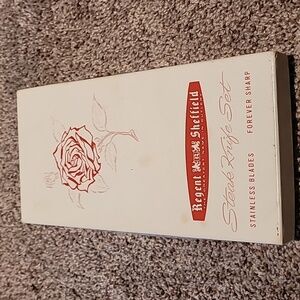 Regent Sheffield
Steak Knife Set
STAINLESS BLADES FOREVER SHARP